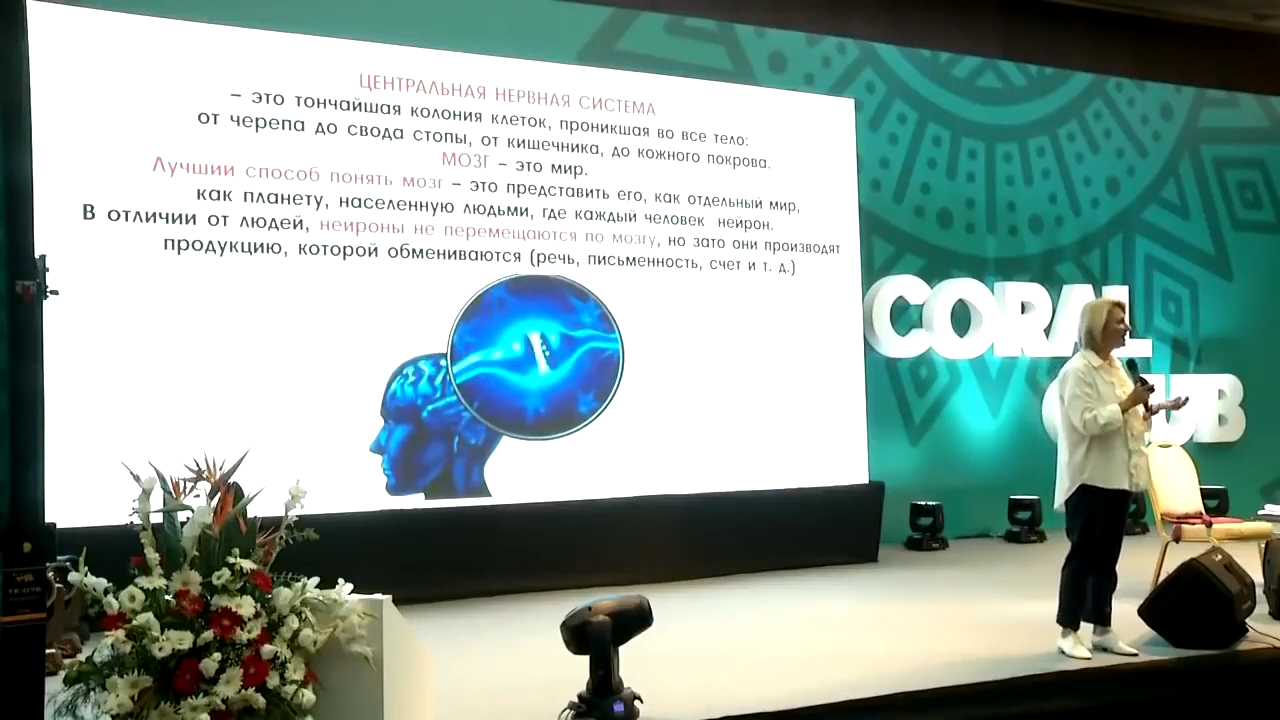 ЦЕНТРАЛЬНАЯ НЕРВНАЯ СИСТЕМА
– это тончайшая колония клеток, проникшая во все тело:
от черепа до свода стопы, от кишечника, до кожного покрова.
МОЗГ – это мир.
Лучший способ понять мозг – это представить его, как отдельный мир,
как планету, населенную людьми, где каждый человек нейрон.
В отличии от людей, нейроны не перемещаются по мозгу, но зато они производят
продукцию, которой обмениваются (речь, письменность, счет и т. д.)
CORAL
CLUB